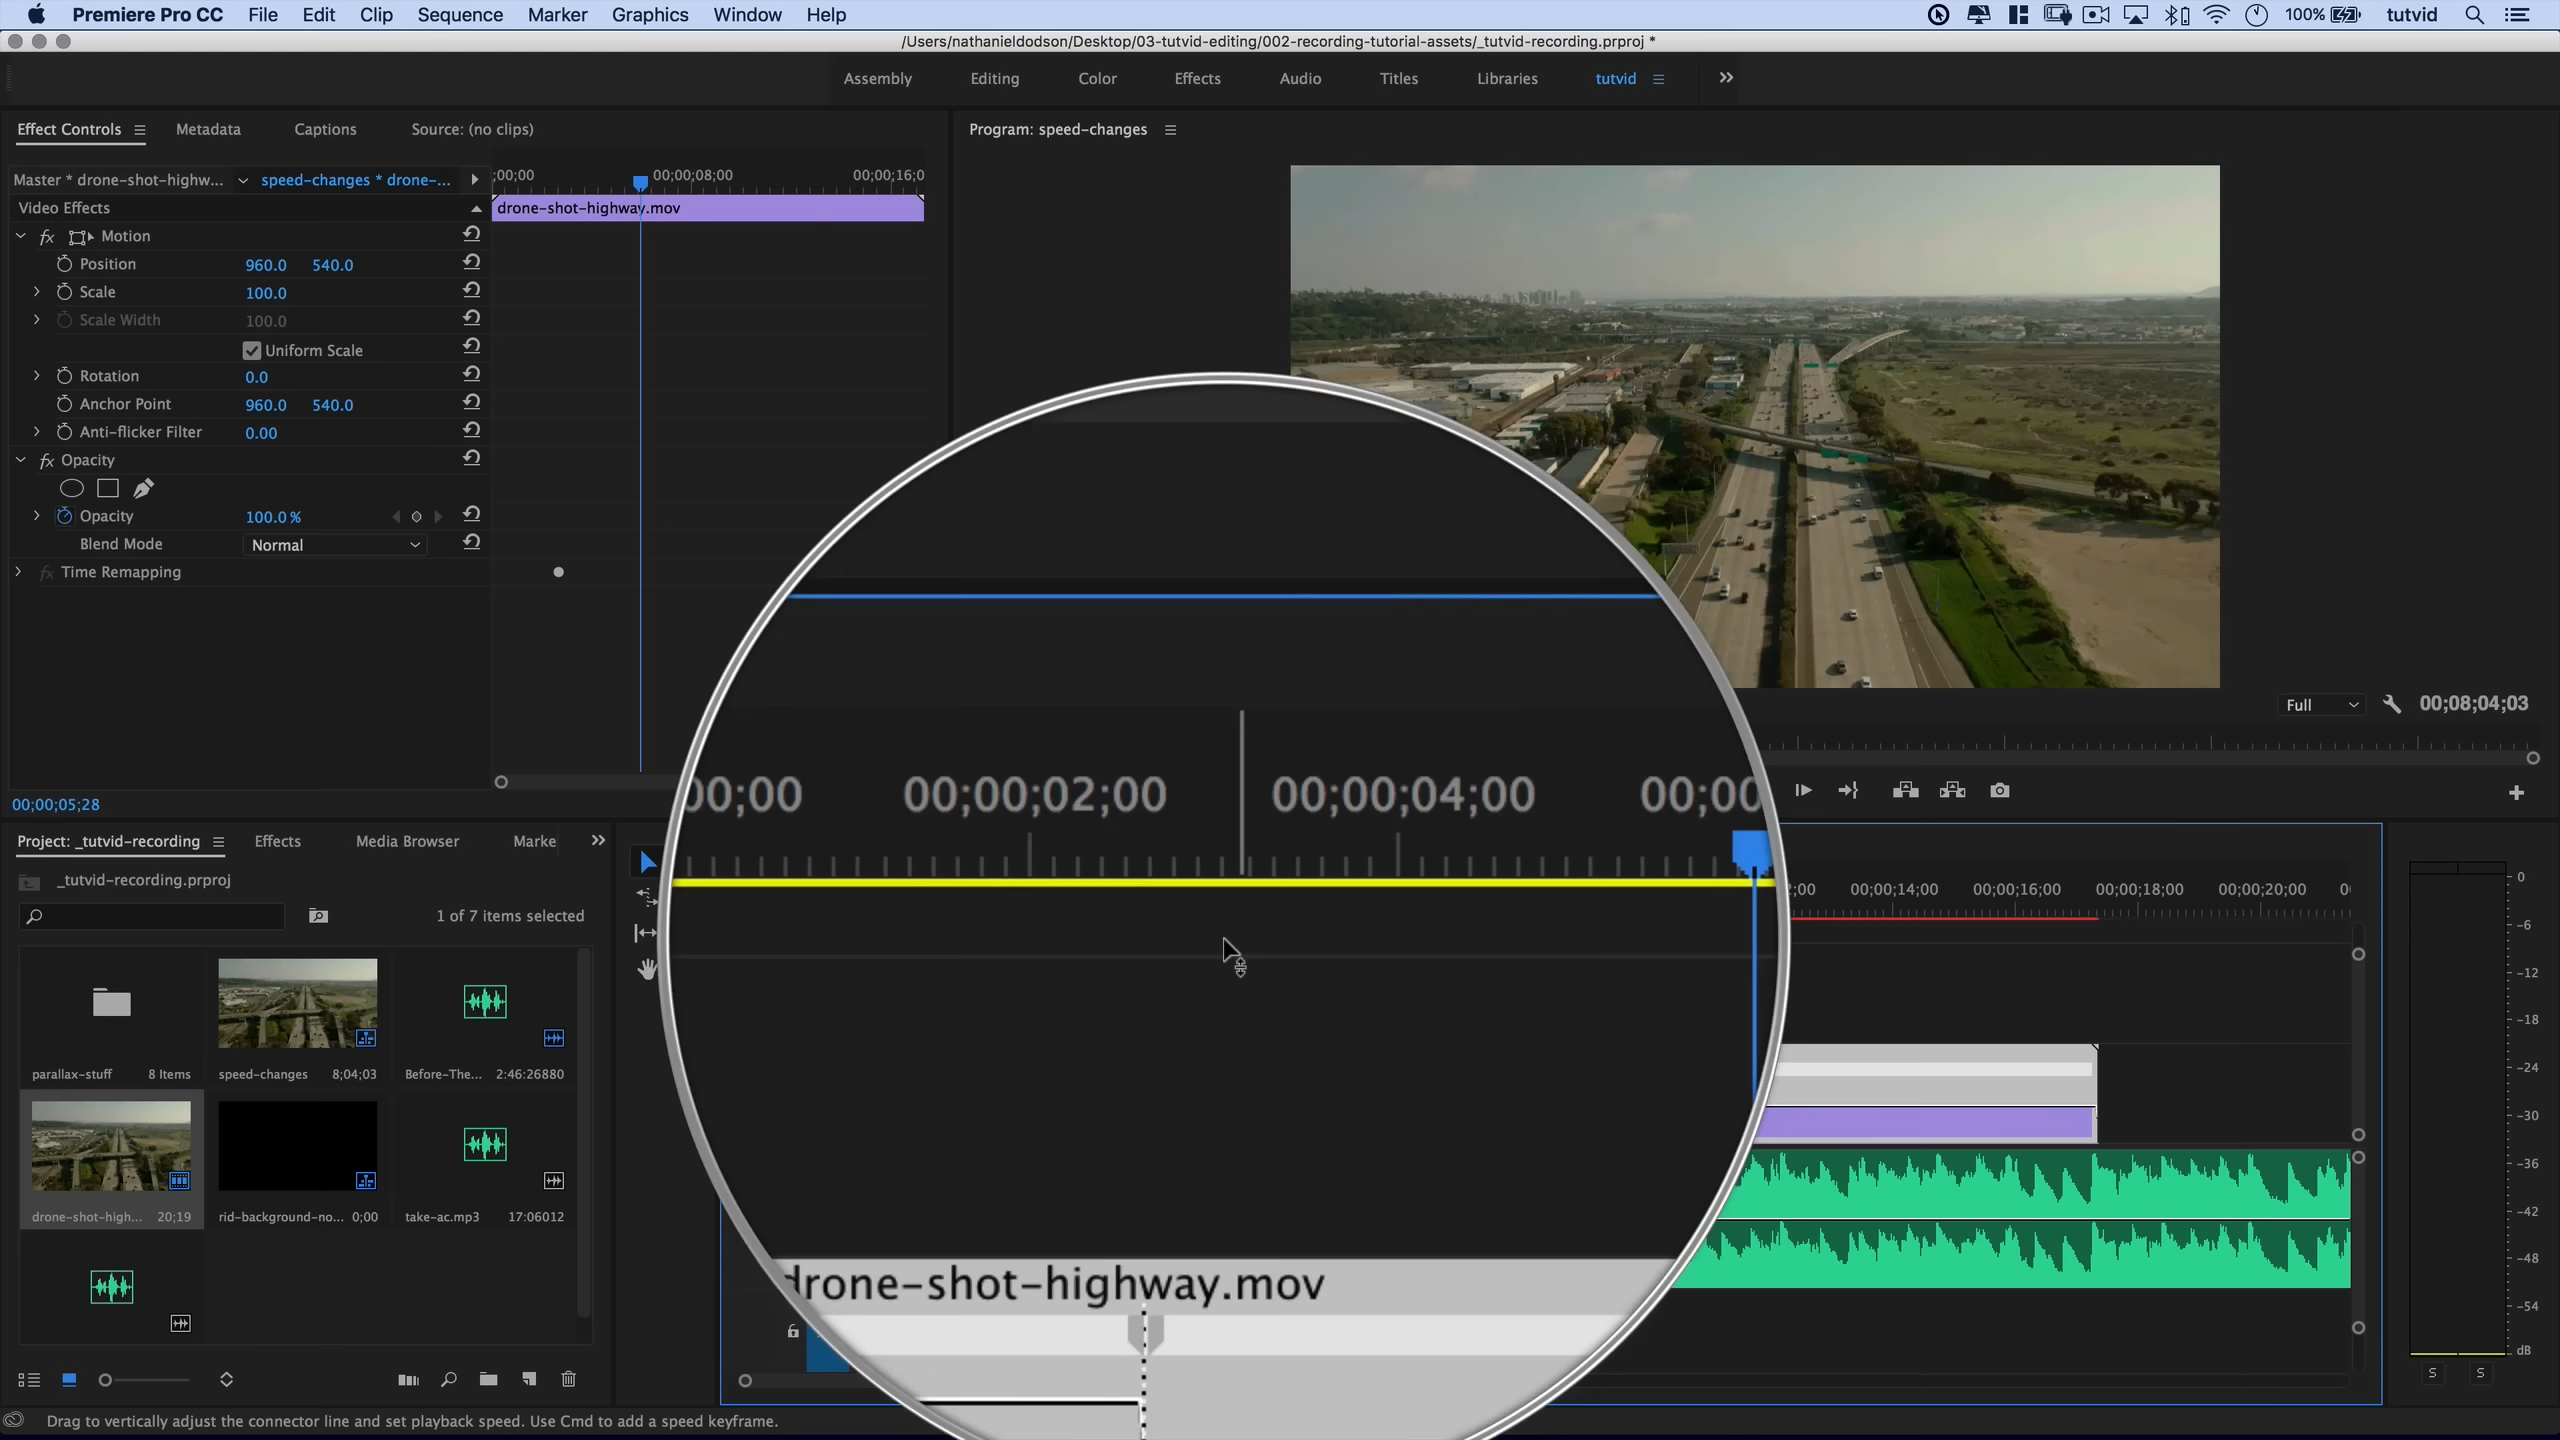 Premiere Pro CC File Edit Clip Sequence Marker Graphics Window Help 100% tutvid
/Users/nathanieldodson/Desktop/03-tutvid-editing/002-recording-tutorial-assets/_tutvid-recording.prproj *
Assembly Editing Color Effects Audio Titles Libraries tutvid
Effect Controls Metadata Captions Source: (no clips)
Program: speed-changes
Master * drone-shot-highw... speed-changes * drone-...
;00;00 00;00;08;00 00;00;16;0
Video Effects
drone-shot-highway.mov
fx Motion
Position 960.0 540.0
Scale 100.0
Scale Width 100.0
Uniform Scale
Rotation 0.0
Anchor Point 960.0 540.0
Anti-flicker Filter 0.00
fx Opacity
Opacity 100.0 %
Blend Mode Normal
fx Time Remapping
Full 00;08;04;03
00;00 00;00;02;00 00;00;04;00 00;00
00;00;05;28
Project: _tutvid-recording Effects Media Browser Marke
_tutvid-recording.prproj
1 of 7 items selected
;00 00;00;14;00 00;00;16;00 00;00;18;00 00;00;20;00 0
parallax-stuff 8 Items
speed-changes 8;04;03
Before-The... 2:46:26880
drone-shot-high... 20;19
rid-background-no... 0;00
take-ac.mp3 17:06012
drone-shot-highway.mov
0
-6
-12
-18
-24
-30
-36
-42
-48
-54
dB
S S
Drag to vertically adjust the connector line and set playback speed. Use Cmd to add a speed keyframe.